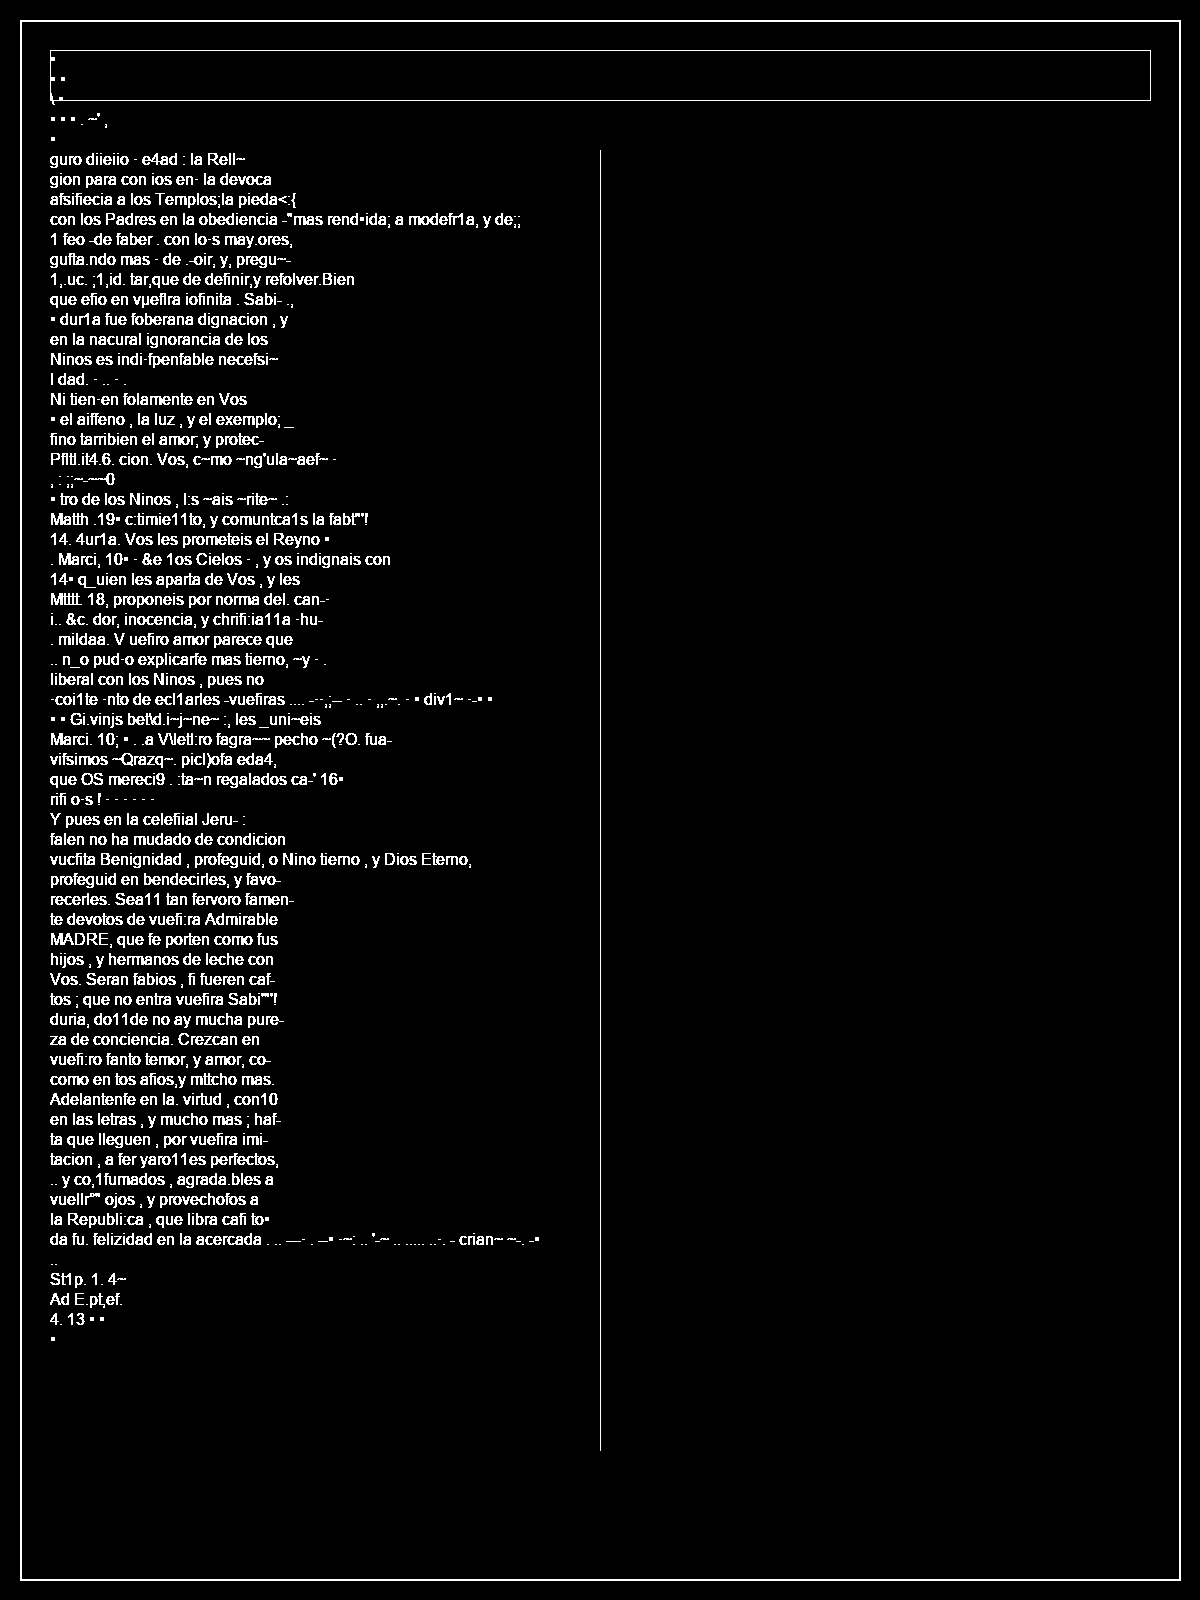 ▪
▪ ▪
( ▪
▪ ▪ ▪ . ~' ,
▪
guro diieiio - e4ad : la Rell~
gion para con ios en- la devoca
afsifiecia a los Templos;la pieda<:{
con los Padres en la obediencia -"mas rend▪ida; a modefr1a, y de;;
1 feo -de faber . con lo-s may.ores,
gufta.ndo mas - de .-oir, y, pregu~-
1,.uc. ;1,id. tar,que de definir,y refolver.Bien
que efio en vµeflra iofinita . Sabi- .,
▪ dur1a fue foberana dignacion , y
en la nacural ignorancia de los
Ninos es indi-fpenfable necefsi~
l dad. - .. - .
Ni tien-en folamente en Vos
▪ el aiffeno , la luz , y el exemplo; _
fino tarribien el amor; y protec-
Pfltl.it4.6. cion. Vos, c~mo ~ng'ula~aef~ -
, : ;;~-~~0
▪ tro de los Ninos , l:s ~ais ~rite~ .:
Matth .19▪ c:timie11to, y comuntca1s la fabt""!
14. 4ur1a. Vos les prometeis el Reyno ▪
. Marci, 10▪ - &e 1os Cielos - , y os indignais con
14▪ q_uien les aparta de Vos , y les
Mtltt. 18, proponeis por norma del. can--
i.. &c. dor, inocencia, y chrifi:ia11a -hu-
. mildaa. V uefiro amor parece que
.. n_o pud-o explicarfe mas tierno, ~y - .
liberal con los Ninos , pues no
-coi1te -nto de ecl1arles -vuefiras .... ---,;-- - .. - ,,.~. - ▪ div1~ --▪ ▪
▪ ▪ Gi.vinjs bet\d.i~j~ne~ :, les _uni~eis
Marci. 10; ▪ . .a V\letl:ro fagra~~ pecho ~(?O. fua-
vifsimos ~Qrazq~. picl)ofa eda4,
que OS mereci9 . :ta~n regalados ca-' 16▪
rifi o-s ! - - - - - -
Y pues en la celefiial Jeru- :
falen no ha mudado de condicion
vucfita Benignidad , profeguid, o Nino tierno , y Dios Eterno,
profeguid en bendecirles, y favo-
recerles. Sea11 tan fervoro famen-
te devotos de vuefi:ra Admirable
MADRE, que fe porten como fus
hijos , y hermanos de leche con
Vos. Seran fabios , fi fueren caf-
tos ; que no entra vuefira Sabi""'!
duria, do11de no ay mucha pure-
za de conciencia. Crezcan en
vuefi:ro fanto temor, y amor, co-
como en tos afios,y mttcho mas.
Adelantenfe en la. virtud , con10
en las letras , y mucho mas ; haf-
ta que lleguen , por vuefira imi-
tacion , a fer yaro11es perfectos,
.. y co,1fumados , agrada.bles a
vuellr"" ojos , y provechofos a
la Republi:ca , que libra cafi to▪
da fu. felizidad en la acercada . .. —- . --▪ -~: .. '-~ .. ..... ..-. - crian~ ~-. -▪
..
St1p. 1. 4~
Ad E.pt,ef.
4. 13 ▪ ▪
▪